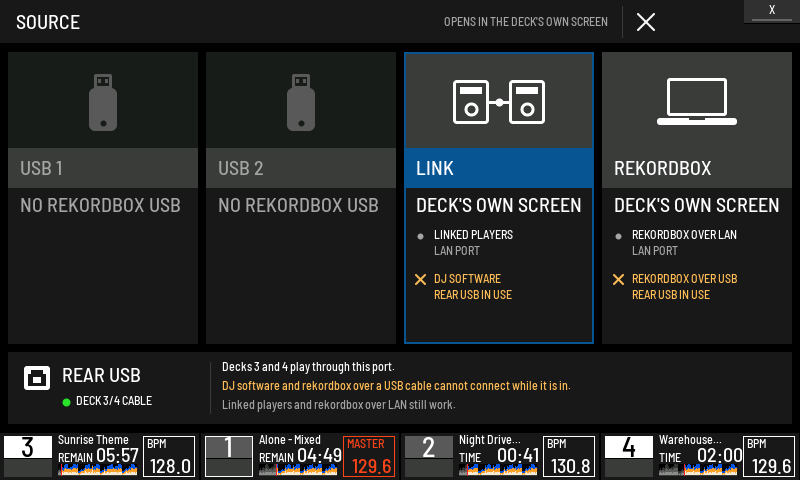 SOURCE
OPENS IN THE DECK'S OWN SCREEN
X
USB 1
NO REKORDBOX USB
USB 2
NO REKORDBOX USB
LINK
DECK'S OWN SCREEN
LINKED PLAYERS
LAN PORT
DJ SOFTWARE
REAR USB IN USE
REKORDBOX
DECK'S OWN SCREEN
REKORDBOX OVER LAN
LAN PORT
REKORDBOX OVER USB
REAR USB IN USE
REAR USB
DECK 3/4 CABLE
Decks 3 and 4 play through this port.
DJ software and rekordbox over a USB cable cannot connect while it is in.
Linked players and rekordbox over LAN still work.
3
Sunrise Theme
REMAIN 05:57
BPM
128.0
1
Alone - Mixed
REMAIN 04:49
MASTER
129.6
2
Night Drive...
TIME 00:41
BPM
130.8
4
Warehouse...
TIME 02:00
BPM
129.6